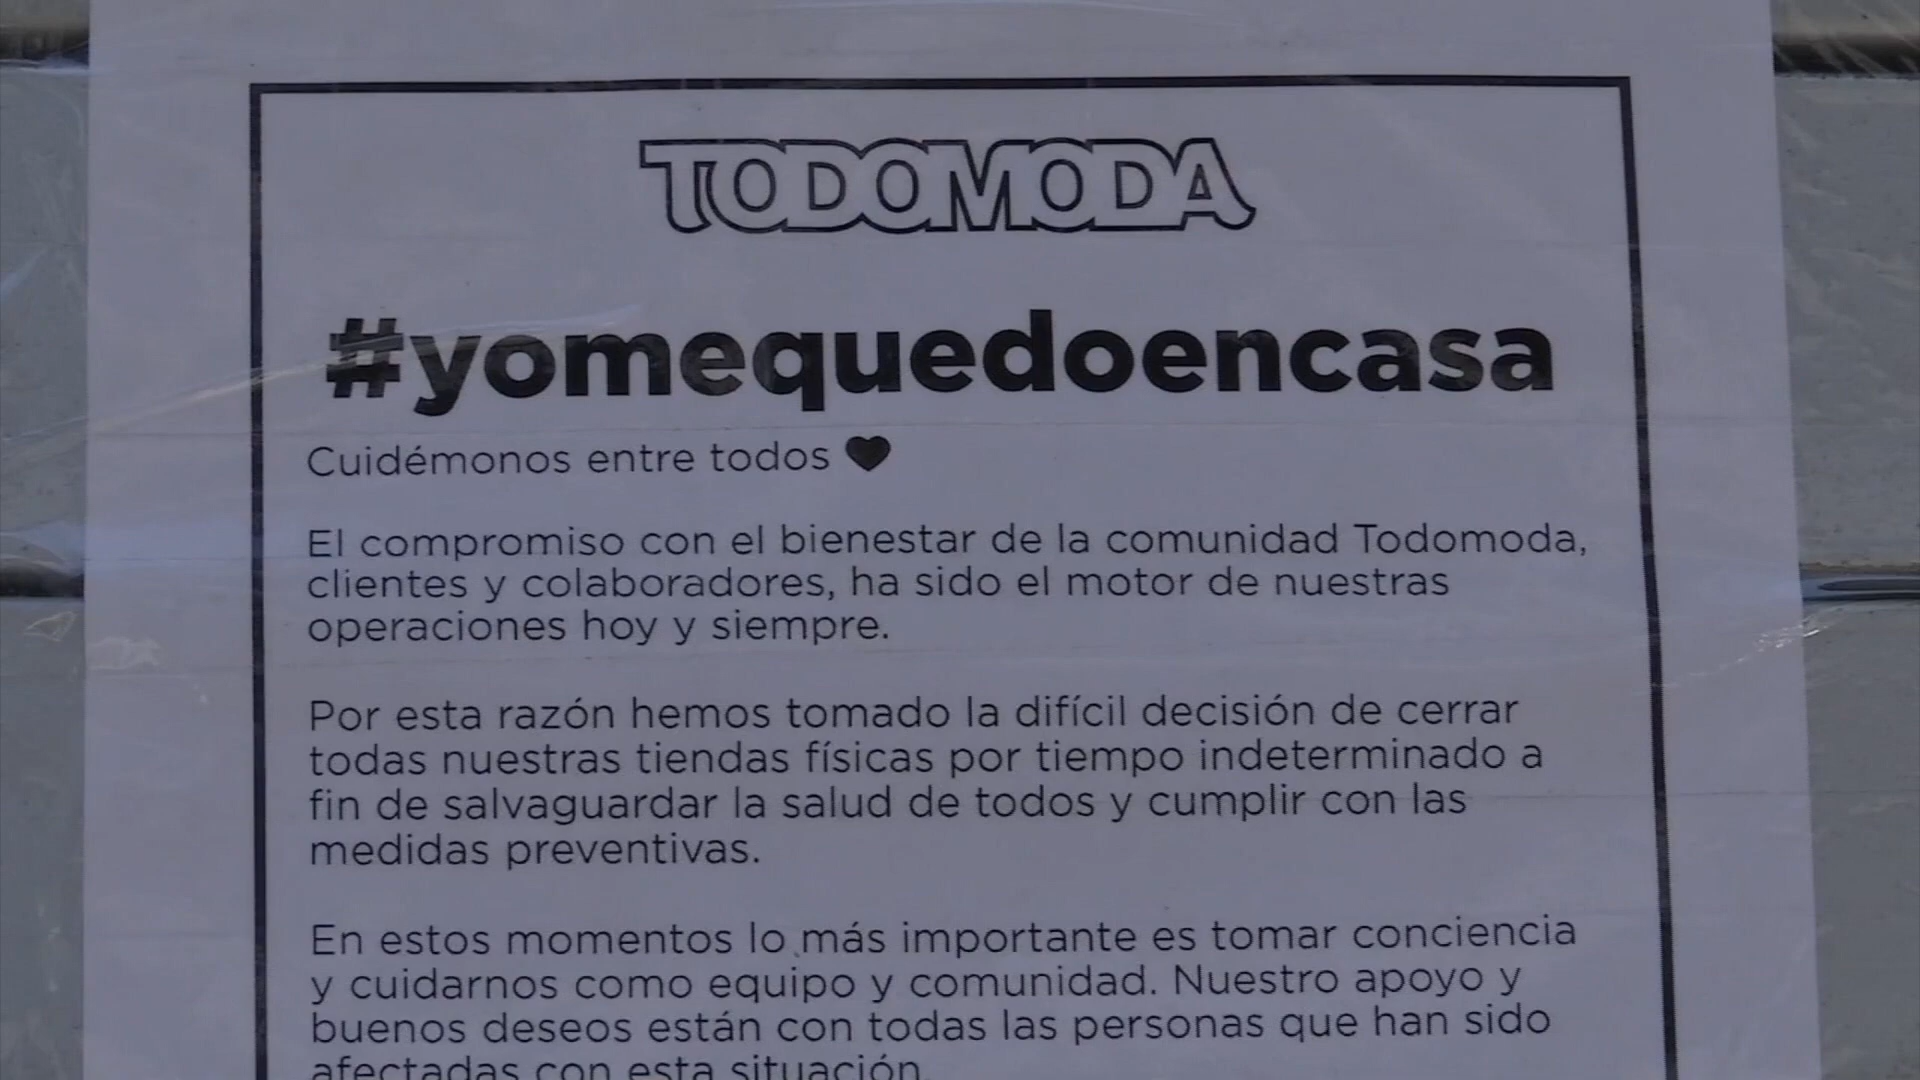 TODOMODA
#yomequedoencasa
Cuidémonos entre todos ♥
El compromiso con el bienestar de la comunidad Todomoda,
clientes y colaboradores, ha sido el motor de nuestras
operaciones hoy y siempre.
Por esta razón hemos tomado la difícil decisión de cerrar
todas nuestras tiendas físicas por tiempo indeterminado a
fin de salvaguardar la salud de todos y cumplir con las
medidas preventivas.
En estos momentos lo más importante es tomar conciencia
y cuidarnos como equipo y comunidad. Nuestro apoyo y
buenos deseos están con todas las personas que han sido
afectadas con esta situación.